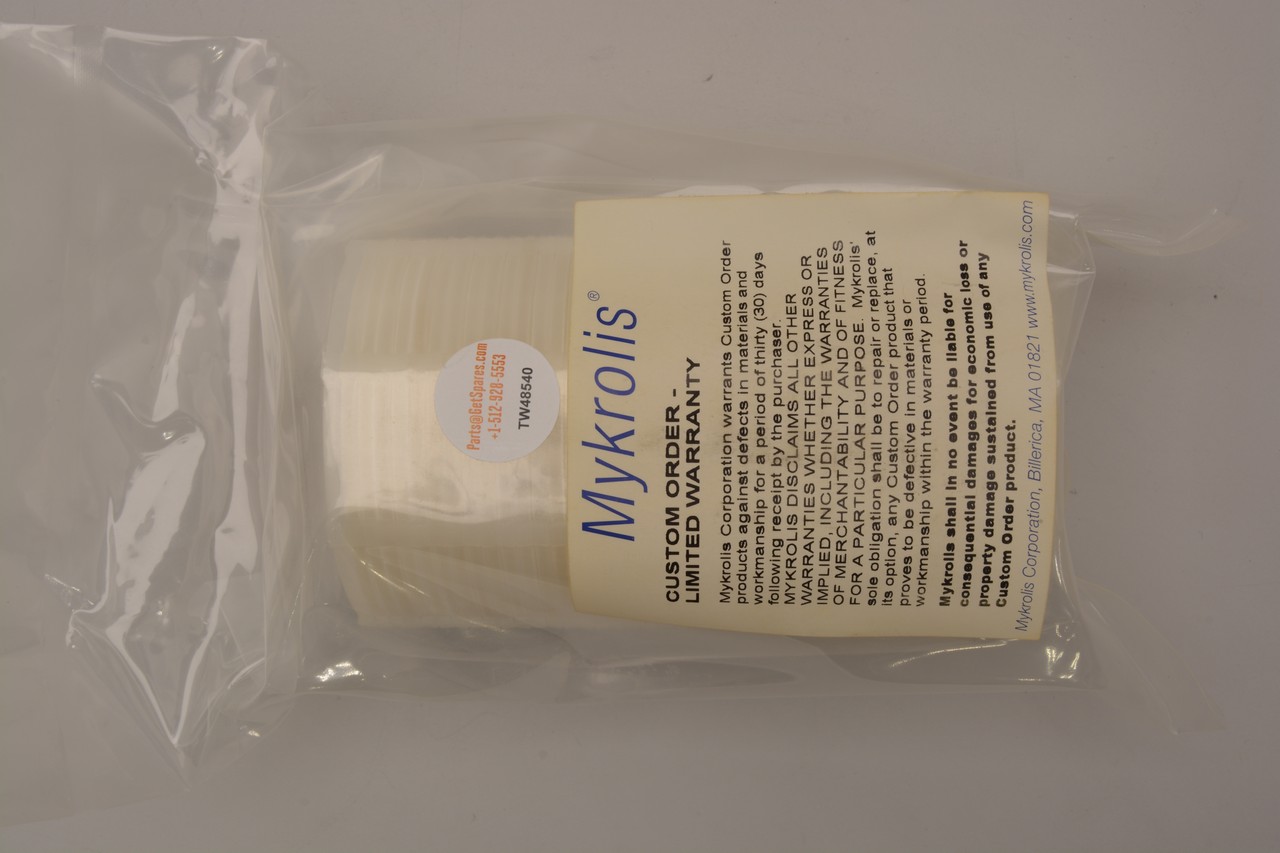 Parts@GetSpares.com
+1-512-928-5553
TW48540
Mykrolis®
CUSTOM ORDER -
LIMITED WARRANTY
Mykrolis Corporation warrants Custom Order
products against defects in materials and
workmanship for a period of thirty (30) days
following receipt by the purchaser.
MYKROLIS DISCLAIMS ALL OTHER
WARRANTIES WHETHER EXPRESS OR
IMPLIED, INCLUDING THE WARRANTIES
OF MERCHANTABILITY AND OF FITNESS
FOR A PARTICULAR PURPOSE. Mykrolis'
sole obligation shall be to repair or replace, at
its option, any Custom Order product that
proves to be defective in materials or
workmanship within the warranty period.
Mykrolis shall in no event be liable for
consequential damages for economic loss or
property damage sustained from use of any
Custom Order product.
Mykrolis Corporation, Billerica, MA 01821 www.mykrolis.com